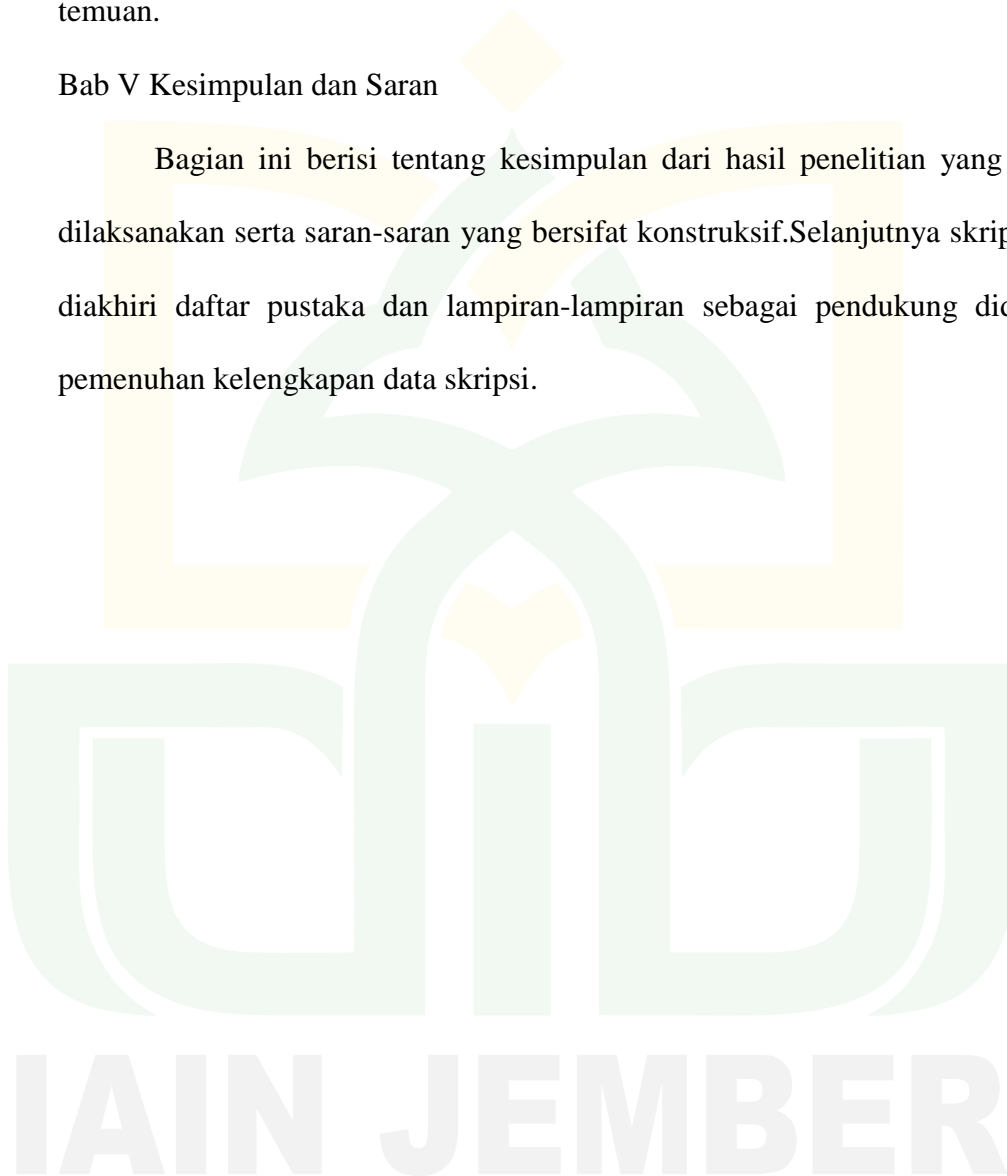 temuan.
Bab V Kesimpulan dan Saran
Bagian ini berisi tentang kesimpulan dari hasil penelitian yang
dilaksanakan serta saran-saran yang bersifat konstruksif.Selanjutnya
diakhiri daftar pustaka dan lampiran-lampiran sebagai pendukung
pemenuhan kelengkapan data skripsi.
IAIN JEMBER